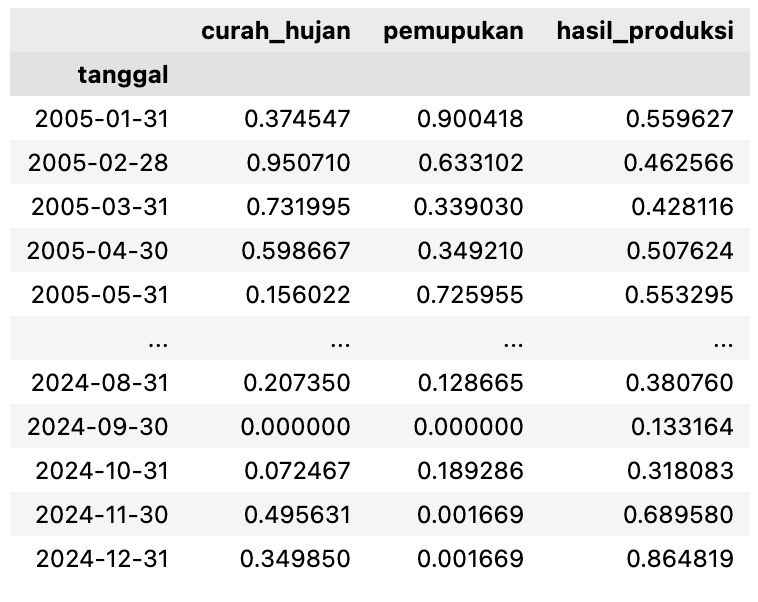 curah_hujan pemupukan hasil_produksi
tanggal
2005-01-31 0.374547 0.900418 0.559627
2005-02-28 0.950710 0.633102 0.462566
2005-03-31 0.731995 0.339030 0.428116
2005-04-30 0.598667 0.349210 0.507624
2005-05-31 0.156022 0.725955 0.553295
... ... ... ...
2024-08-31 0.207350 0.128665 0.380760
2024-09-30 0.000000 0.000000 0.133164
2024-10-31 0.072467 0.189286 0.318083
2024-11-30 0.495631 0.001669 0.689580
2024-12-31 0.349850 0.001669 0.864819